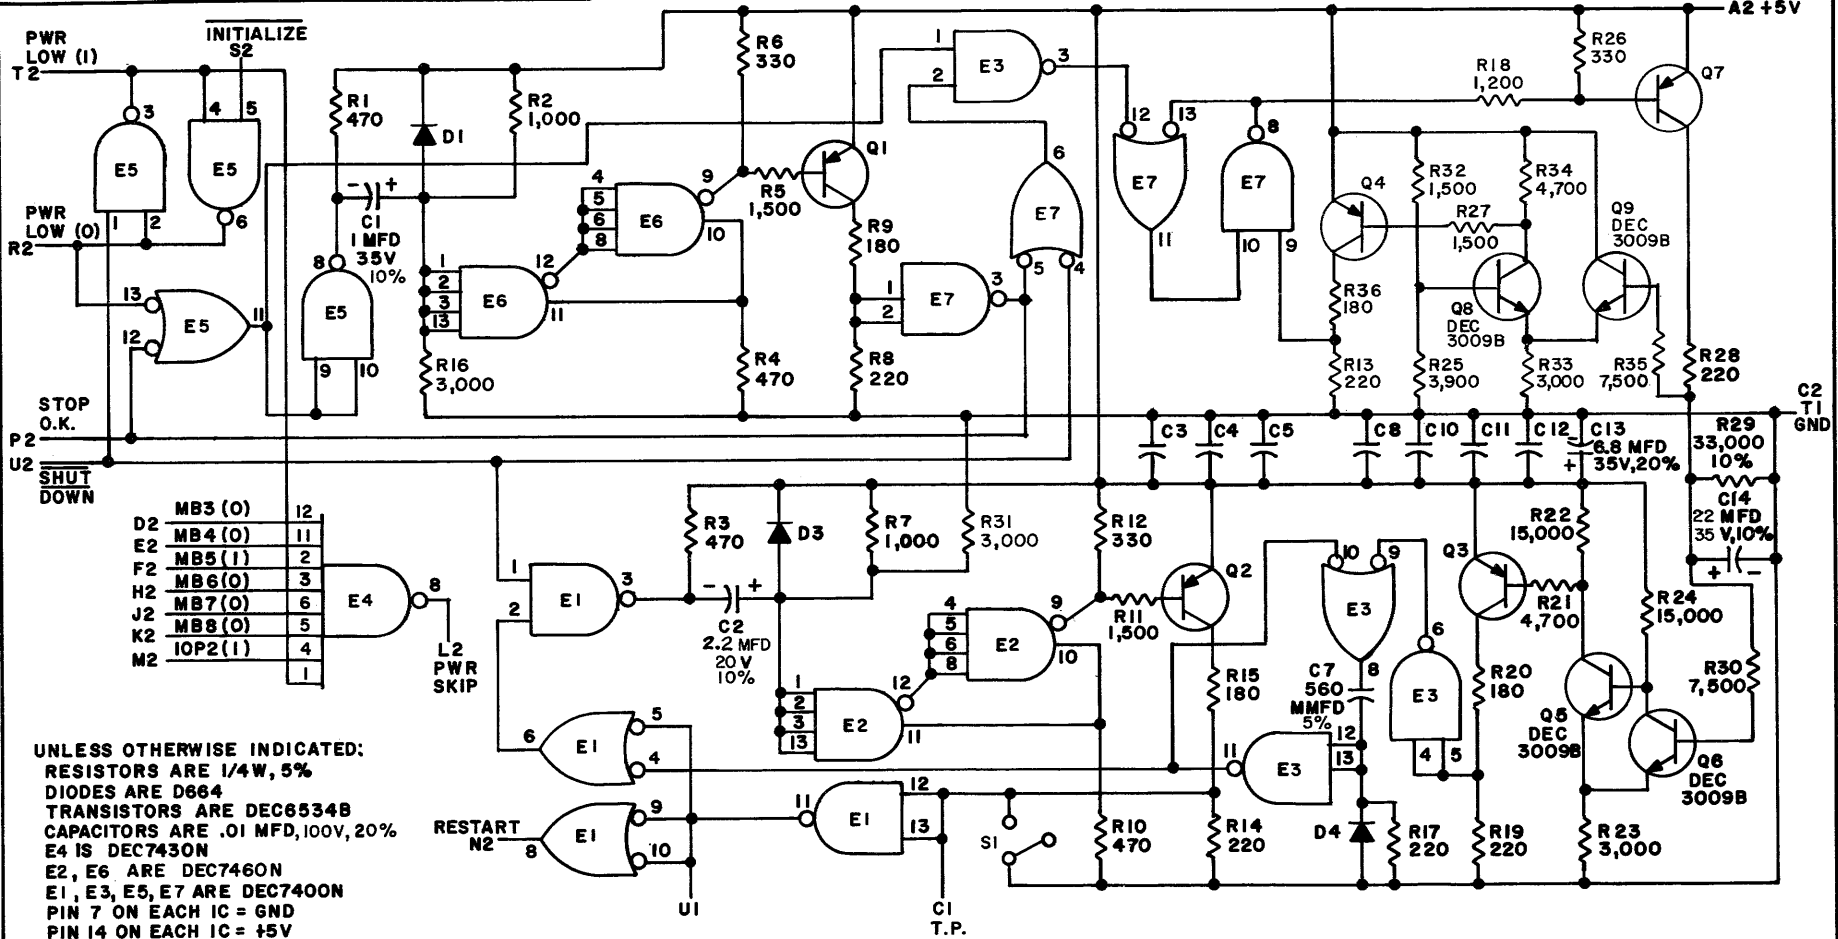 A2 +5V
INITIALIZE
S2
PWR
LOW (1)
T2
4
5
3
E5
E5
1
2
6
PWR
LOW (0)
R2
13
12
E5
11
R1
470
D1
R2
1,000
- +
C1
1 MFD
35V
10%
8
E5
9
10
1
2
3
13
E6
12
11
R16
3,000
4
5
6
8
E6
9
10
R6
330
R5
1,500
Q1
R9
180
R4
470
R8
220
1
2
E7
3
1
2
E3
3
6
E7
5
4
12
13
E7
11
8
E7
10
9
R18
1,200
R26
330
Q7
Q4
R32
1,500
R34
4,700
R27
1,500
Q9
DEC
3009B
R36
180
Q8
DEC
3009B
R13
220
R25
3,900
R33
3,000
R35
7,500
R28
220
C2
T1
GND
STOP
O.K.
P2
U2
SHUT
DOWN
C3
C4
C5
C8
C10
C11
C12
C13
-
6.8 MFD
+ 35V,20%
R29
33,000
10%
C14
22 MFD
35 V,10%
+ -
D2 MB3 (0) 12
E2 MB4 (0) 11
F2 MB5 (1) 2
H2 MB6 (0) 3
J2 MB7 (0) 6
K2 MB8 (0) 5
M2 IOP2 (1) 4
1
E4
8
L2
PWR
SKIP
1
2
E1
3
R3
470
D3
R7
1,000
R31
3,000
- +
C2
2.2 MFD
20 V
10%
1
2
3
13
E2
12
11
4
5
6
8
E2
9
10
R12
330
R11
1,500
Q2
R15
180
10
9
E3
8
C7
560
MMFD
5%
6
E3
4
5
Q3
R22
15,000
R21
4,700
R24
15,000
R20
180
R30
7,500
Q5
DEC
3009B
Q6
DEC
3009B
6
E1
5
4
11
E3
12
13
RESTART
N2
8
E1
9
10
11
E1
12
13
U1
C1
T.P.
S1
R10
470
R14
220
D4
R17
220
R19
220
R23
3,000
UNLESS OTHERWISE INDICATED:
RESISTORS ARE 1/4W, 5%
DIODES ARE D664
TRANSISTORS ARE DEC6534B
CAPACITORS ARE .01 MFD, 100V, 20%
E4 IS DEC7430N
E2, E6 ARE DEC7460N
E1, E3, E5, E7 ARE DEC7400N
PIN 7 ON EACH IC = GND
PIN 14 ON EACH IC = +5V